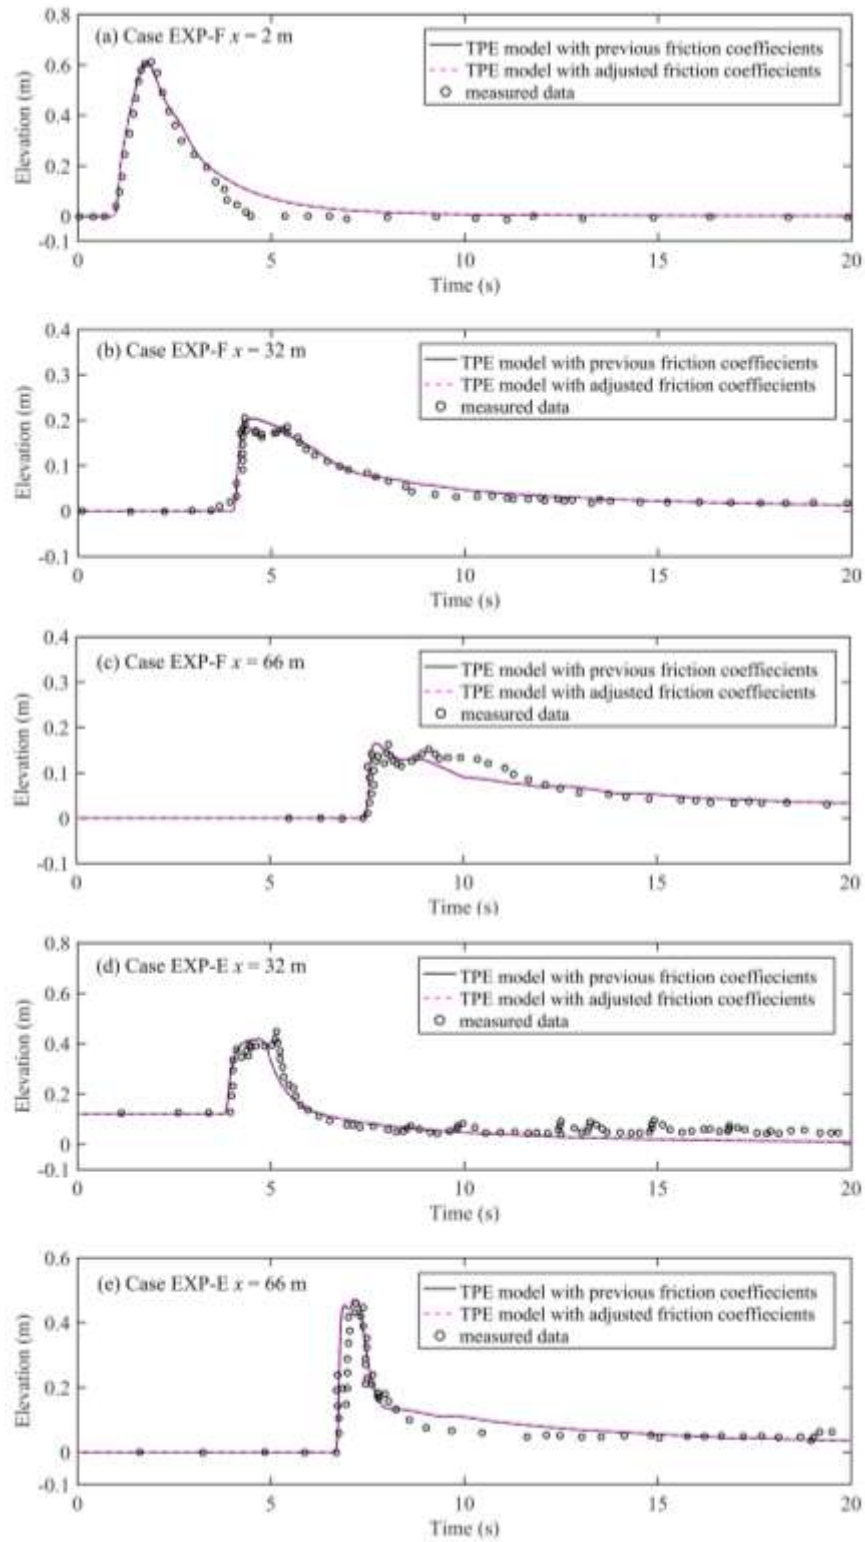 0.8
(a) Case EXP-F x = 2 m
TPE model with previous friction coeffiecients
TPE model with adjusted friction coeffiecients
measured data
0.6
0.4
0.2
0
-0.1
Elevation (m)
0 5 10 15 20
Time (s)
0.4
(b) Case EXP-F x = 32 m
TPE model with previous friction coeffiecients
TPE model with adjusted friction coeffiecients
measured data
0.3
0.2
0.1
0
-0.1
Elevation (m)
0 5 10 15 20
Time (s)
0.4
(c) Case EXP-F x = 66 m
TPE model with previous friction coeffiecients
TPE model with adjusted friction coeffiecients
measured data
0.3
0.2
0.1
0
-0.1
Elevation (m)
0 5 10 15 20
Time (s)
0.8
(d) Case EXP-E x = 32 m
TPE model with previous friction coeffiecients
TPE model with adjusted friction coeffiecients
measured data
0.6
0.4
0.2
0
-0.1
Elevation (m)
0 5 10 15 20
Time (s)
0.6
(e) Case EXP-E x = 66 m
TPE model with previous friction coeffiecients
TPE model with adjusted friction coeffiecients
measured data
0.4
0.2
0
-0.1
Elevation (m)
0 5 10 15 20
Time (s)